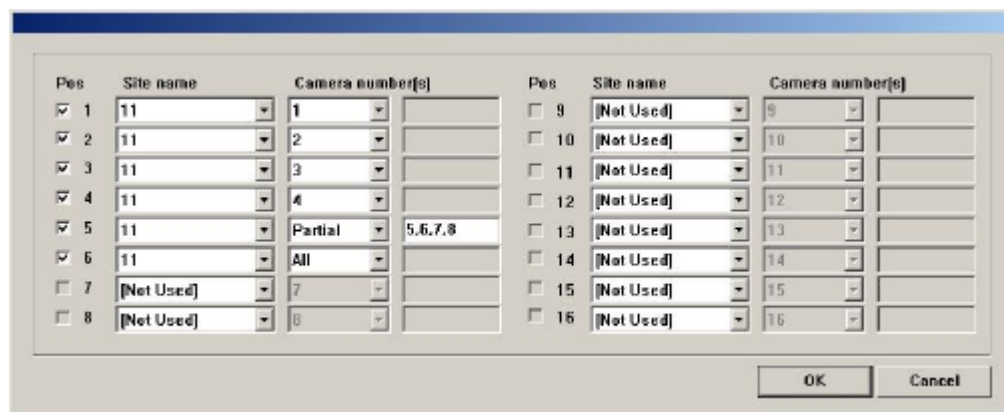 Pos Site name Camera number[s] Pos Site name Camera number[s]
1 11 1 9 [Not Used] 9
2 11 2 10 [Not Used] 10
3 11 3 11 [Not Used] 11
4 11 4 12 [Not Used] 12
5 11 Partial 5,6,7,8 13 [Not Used] 13
6 11 All 14 [Not Used] 14
7 [Not Used] 7 15 [Not Used] 15
8 [Not Used] 8 16 [Not Used] 16
OK Cancel